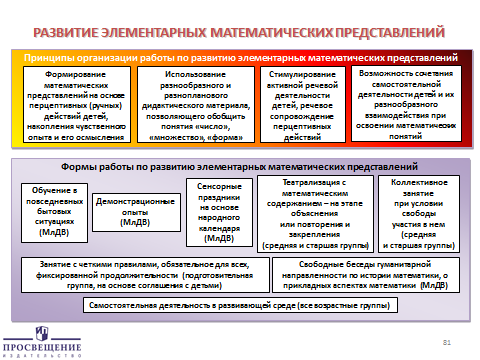 РАЗВИТИЕ ЭЛЕМЕНТАРНЫХ МАТЕМАТИЧЕСКИХ ПРЕДСТАВЛЕНИЙ
Принципы организации работы по развитию элементарных математических представлений
Формирование
математических
представлений на основе
перцептивных (ручных)
действий детей,
накопления чувственного
опыта и его осмысления
Использование
разнообразного и
разнопланового
дидактического материала,
позволяющего обобщить
понятия «число»,
«множество», «форма»
Стимулирование
активной речевой
деятельности
детей, речевое
сопровождение
перцептивных
действий
Возможность сочетания
самостоятельной
деятельности детей и их
разнообразного
взаимодействия при
освоении математических
понятий
Формы работы по развитию элементарных математических представлений
Обучение в
повседневных
бытовых
ситуациях
(МлДВ)
Демонстрационные
опыты
(МлДВ)
Сенсорные
праздники
на основе
народного
календаря
(МлДВ)
Театрализация с
математическим
содержанием – на этапе
объяснения
или повторения и
закрепления
(средняя и старшая группы)
Коллективное
занятие
при условии
свободы
участия в нем
(средняя
и старшая группы)
Занятие с четкими правилами, обязательное для всех,
фиксированной продолжительности (подготовительная
группа, на основе соглашения с детьми)
Свободные беседы гуманитарной
направленности по истории математики, о
прикладных аспектах математики (МлДВ)
Самостоятельная деятельность в развивающей среде (все возрастные группы)
ПРОСВЕЩЕНИЕ
ИЗДАТЕЛЬСТВО
81